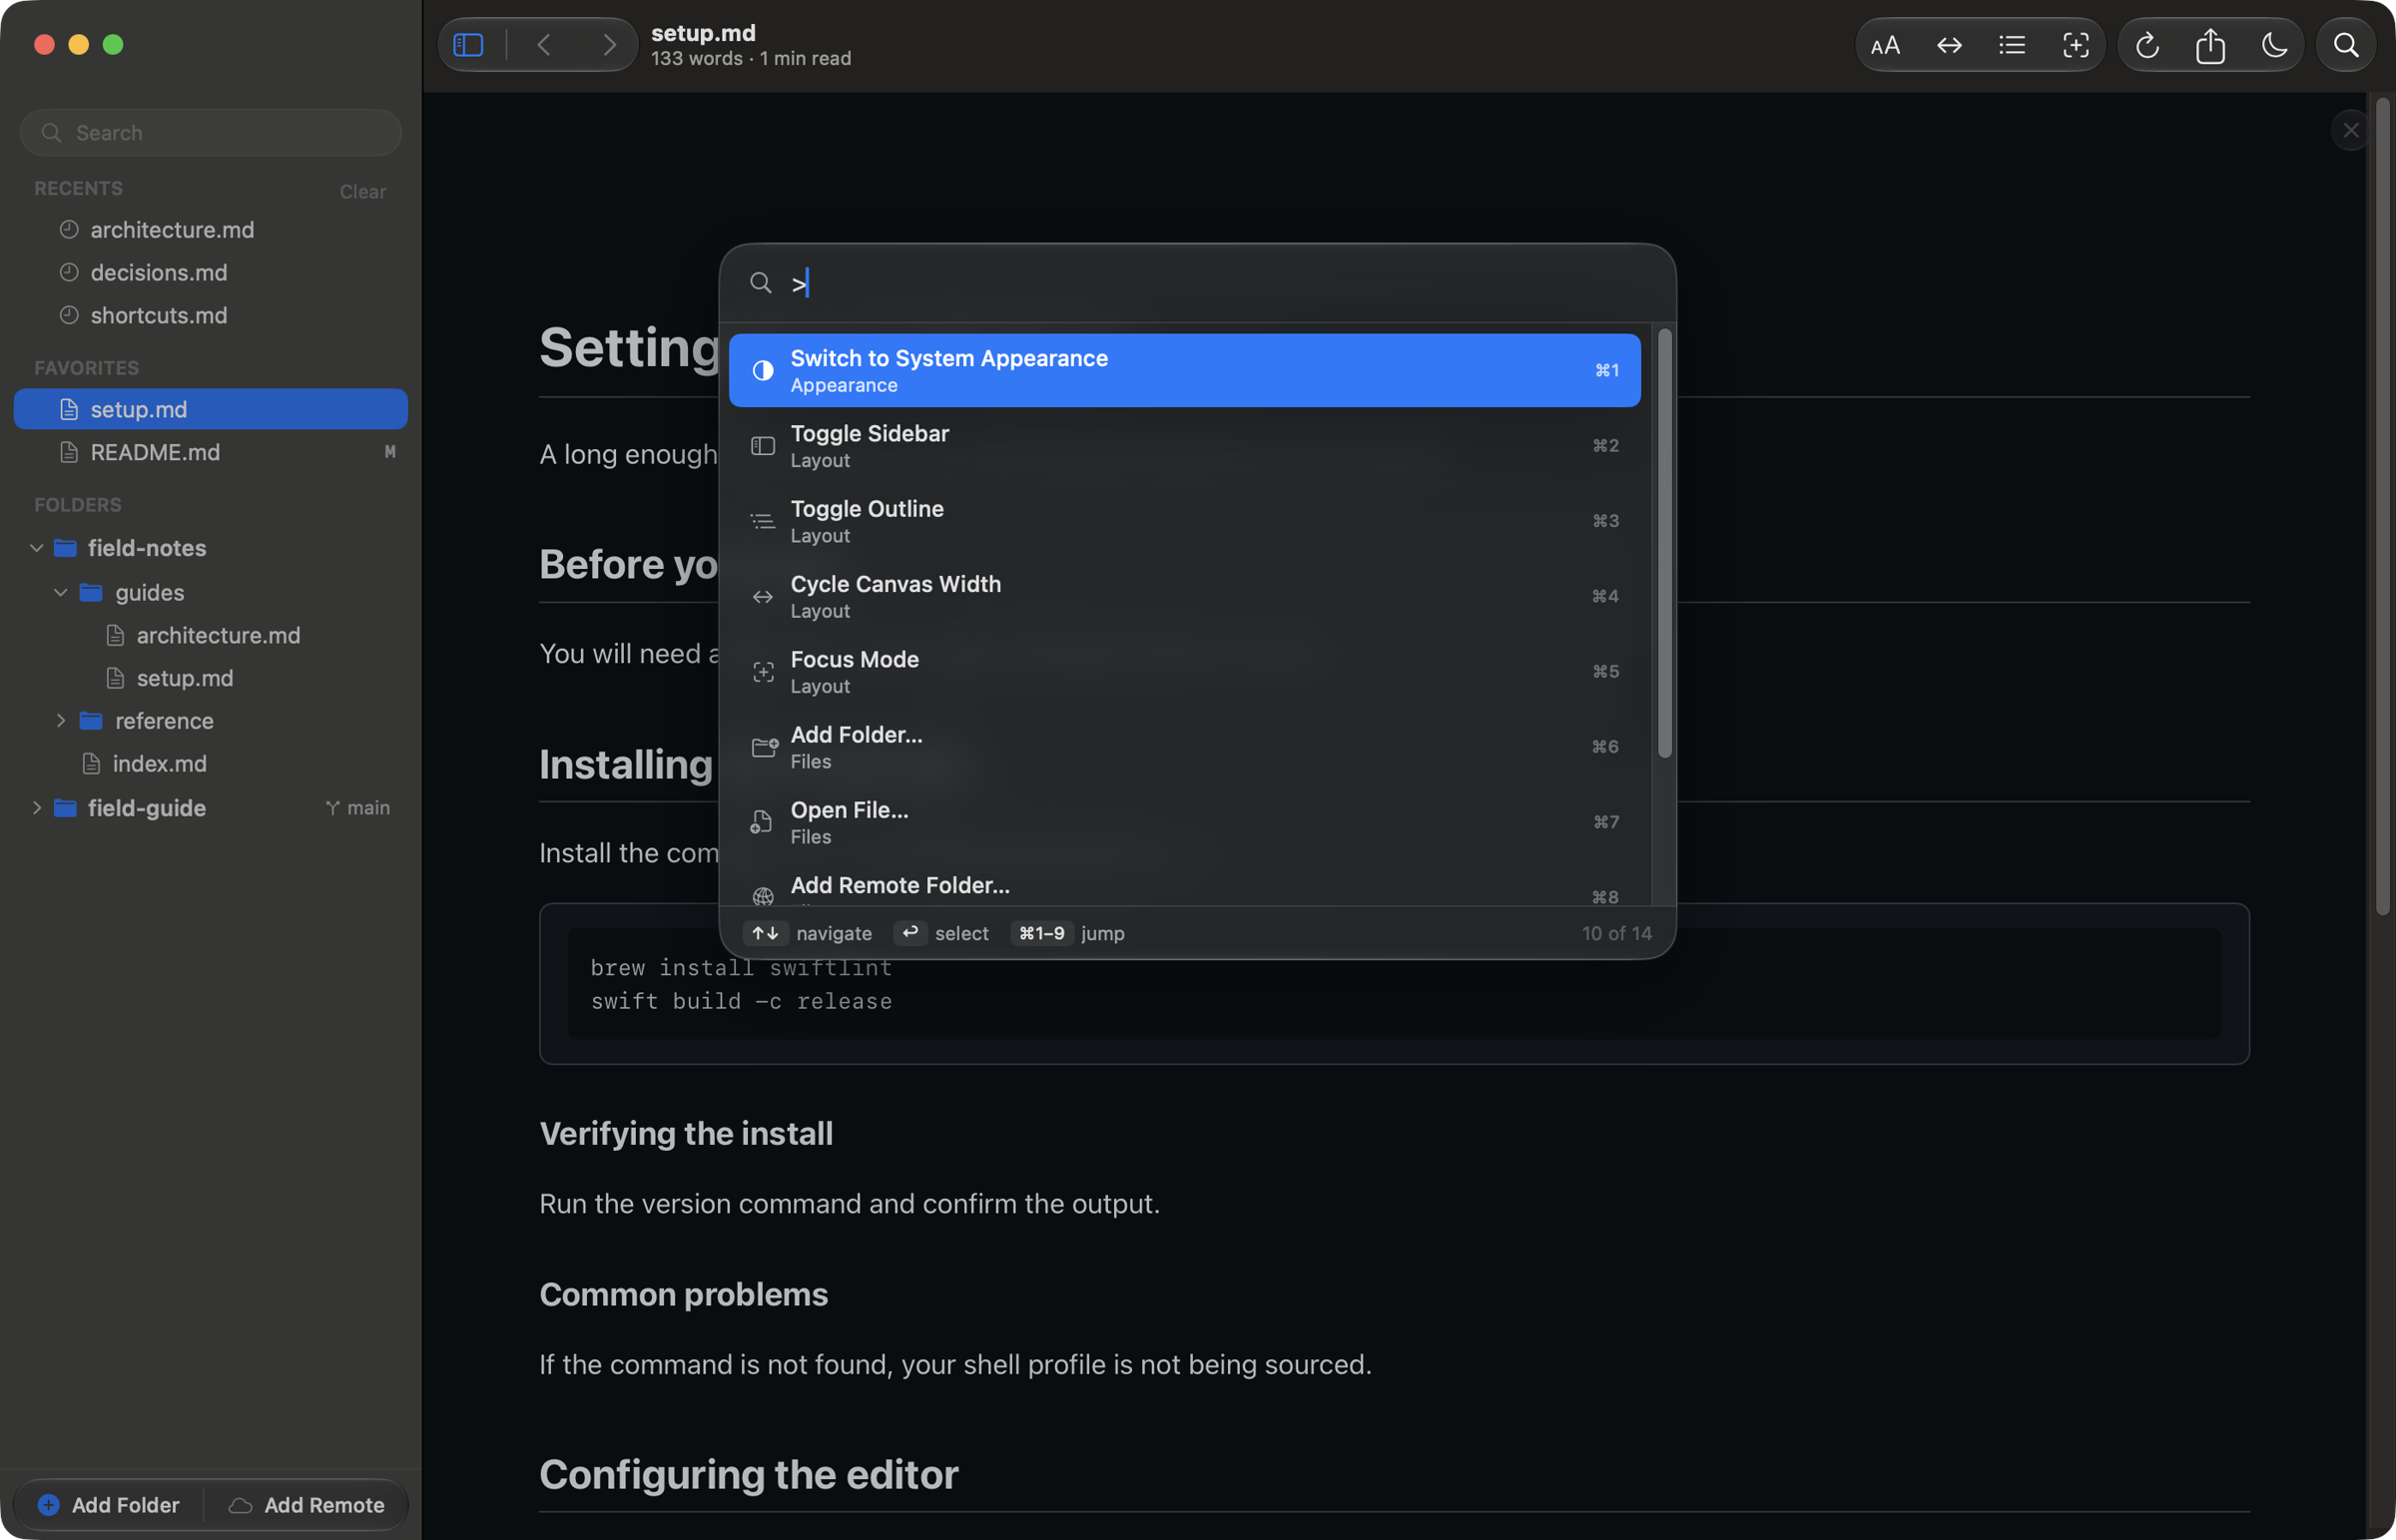 setup.md
133 words · 1 min read
AA
Search
RECENTS
Clear
architecture.md
decisions.md
shortcuts.md
FAVORITES
setup.md
README.md
M
FOLDERS
field-notes
guides
architecture.md
setup.md
reference
index.md
field-guide
main
Add Folder
Add Remote
>
Switch to System Appearance
Appearance
⌘1
Toggle Sidebar
Layout
⌘2
Toggle Outline
Layout
⌘3
Cycle Canvas Width
Layout
⌘4
Focus Mode
Layout
⌘5
Add Folder...
Files
⌘6
Open File...
Files
⌘7
Add Remote Folder...
⌘8
↑↓ navigate
select
⌘1–9 jump
10 of 14
Setting
A long enough
Before yo
You will need
Installing
Install the com
brew install swiftlint
swift build -c release
Verifying the install
Run the version command and confirm the output.
Common problems
If the command is not found, your shell profile is not being sourced.
Configuring the editor